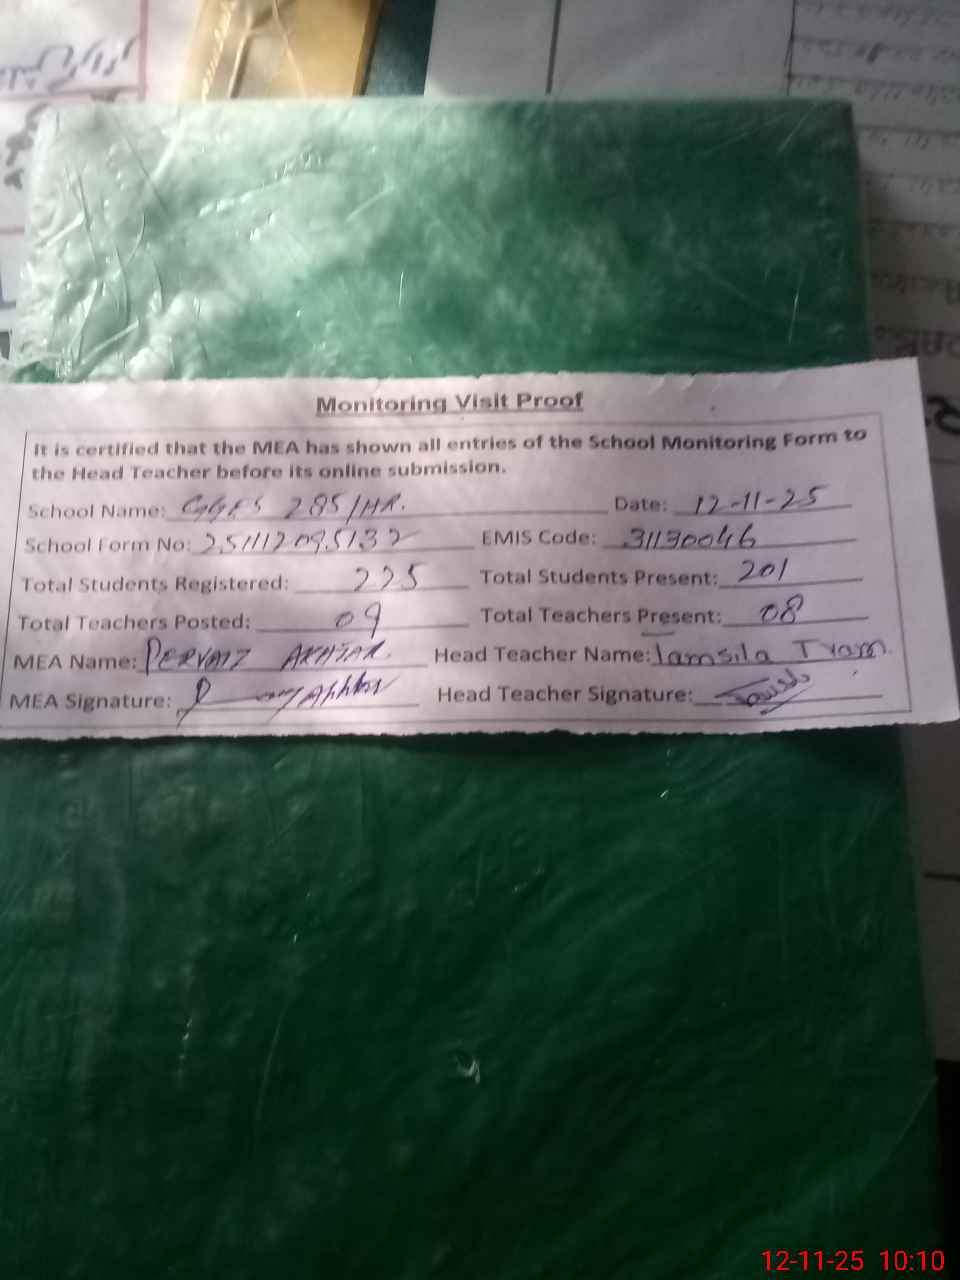 Monitoring Visit Proof
It is certified that the MEA has shown all entries of the School Monitoring Form to
the Head Teacher before its online submission.
School Name: GGES 285/HR. Date: 12-11-25
School Form No: 251112095132 EMIS Code: 31130046
Total Students Registered: 225 Total Students Present: 201
Total Teachers Posted: 09 Total Teachers Present: 08
MEA Name: PERVAIZ AKHTAR. Head Teacher Name:
MEA Signature: Head Teacher Signature:
12-11-25 10:10